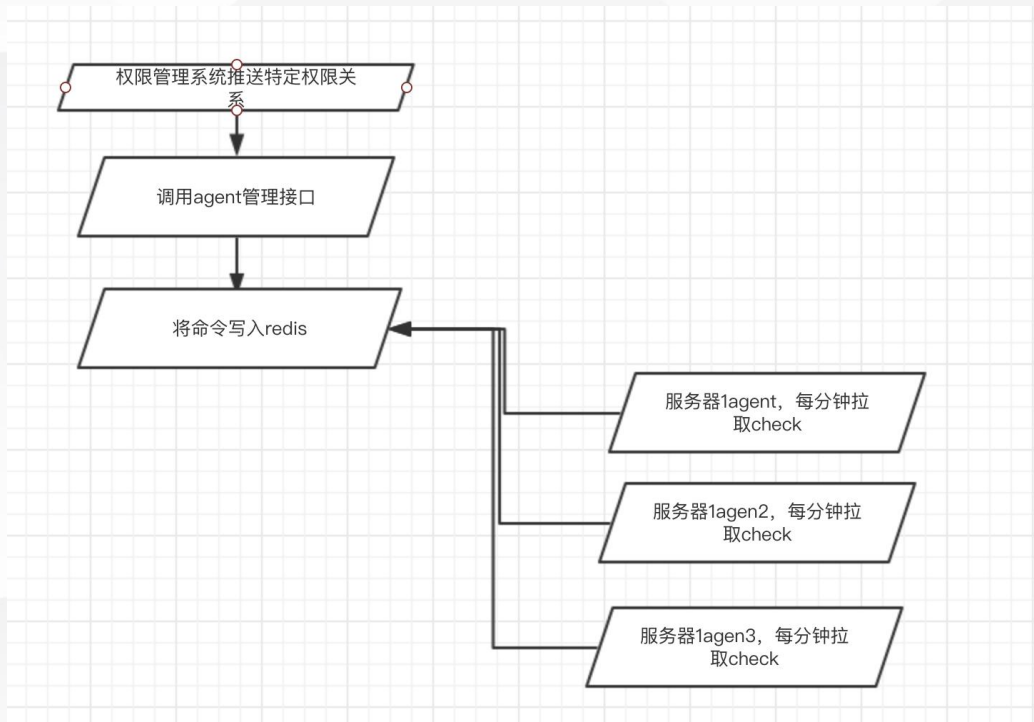 权限管理系统推送特定权限关
系
调用agent管理接口
将命令写入redis
服务器1agent，每分钟拉
取check
服务器1agen2，每分钟拉
取check
服务器1agen3，每分钟拉
取check